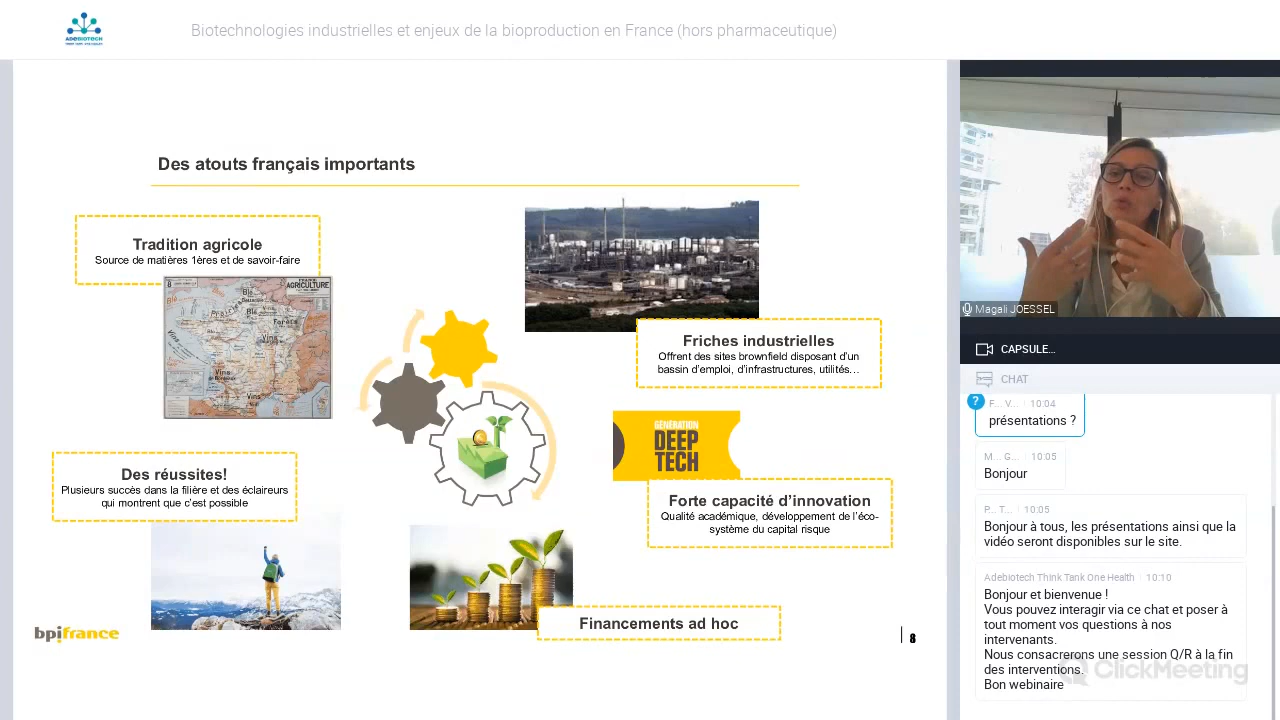 ADEBIOTECH
Biotechnologies industrielles et enjeux de la bioproduction en France (hors pharmaceutique)
Des atouts français importants
Tradition agricole
Source de matières 1ères et de savoir-faire
AGRICULTURE
Friches industrielles
Offrent des sites brownfield disposant d'un
bassin d'emploi, d'infrastructures, utilités…
GÉNÉRATION
DEEP
TECH
Des réussites!
Plusieurs succès dans la filière et des éclaireurs
qui montrent que c'est possible
Forte capacité d'innovation
Qualité académique, développement de l'éco-
système du capital risque
Financements ad hoc
bpifrance
8
Magali JOESSEL
CAPSULE...
CHAT
?
F... V... 10:04
présentations ?
M... G... 10:05
Bonjour
P... T... 10:05
Bonjour à tous, les présentations ainsi que la
vidéo seront disponibles sur le site.
Adebiotech Think Tank One Health 10:10
Bonjour et bienvenue !
Vous pouvez interagir via ce chat et poser à
tout moment vos questions à nos
intervenants.
Nous consacrerons une session Q/R à la fin
des interventions.
Bon webinaire
ClickMeeting